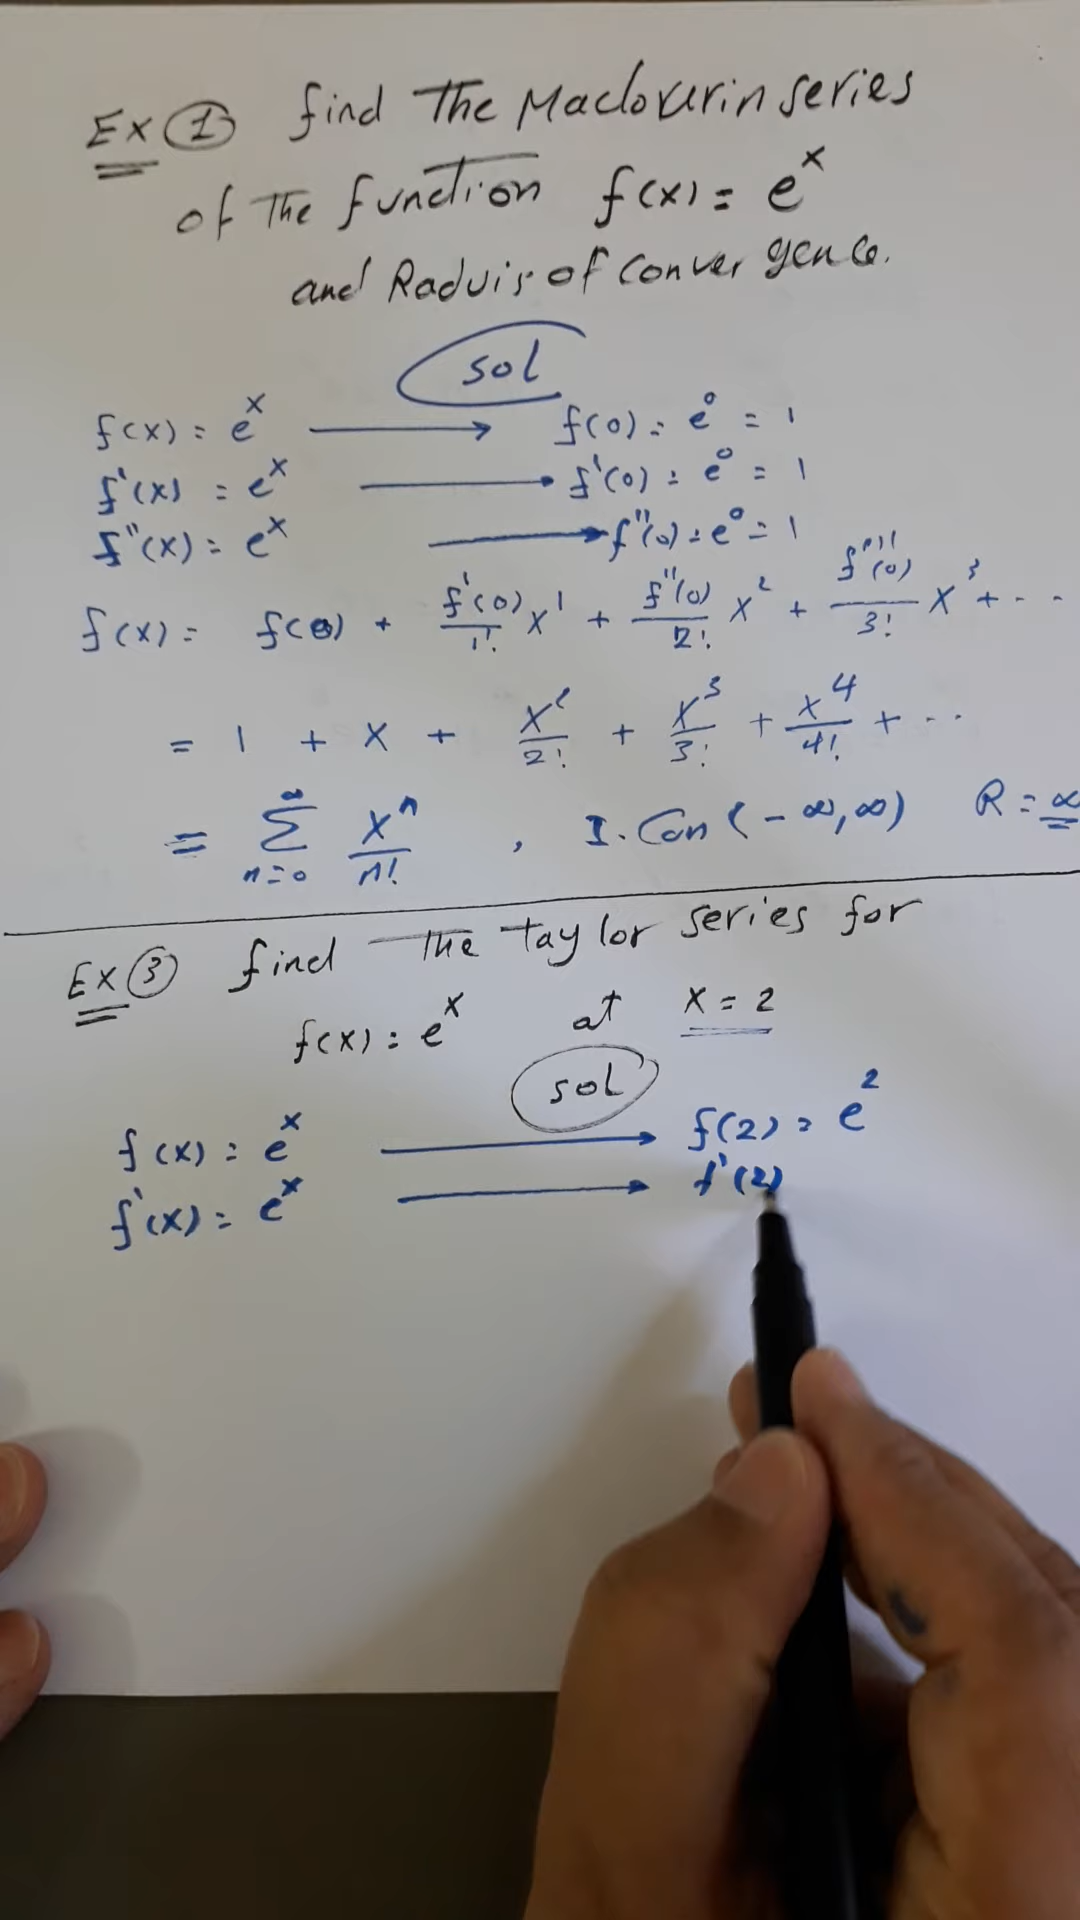 Ex ① find the Maclourin series
of the function f(x) = e^x
and Raduis of convergence.
sol
f(x) = e^x → f(0) = e^0 = 1
f'(x) = e^x → f'(0) = e^0 = 1
f''(x) = e^x → f''(0) = e^0 = 1
f(x) = f(0) + f'(0)/1! x^1 + f''(0)/2! x^2 + f'''(0)/3! x^3 + ...
= 1 + x + x^2/2! + x^3/3! + x^4/4! + ...
= ∑_{n=0}^{∞} x^n/n! , I. Con (-∞,∞) R = ∞
Ex ③ find the taylor series for
f(x) = e^x at x = 2
sol
f(x) = e^x → f(2) = e^2
f'(x) = e^x → f'(2)